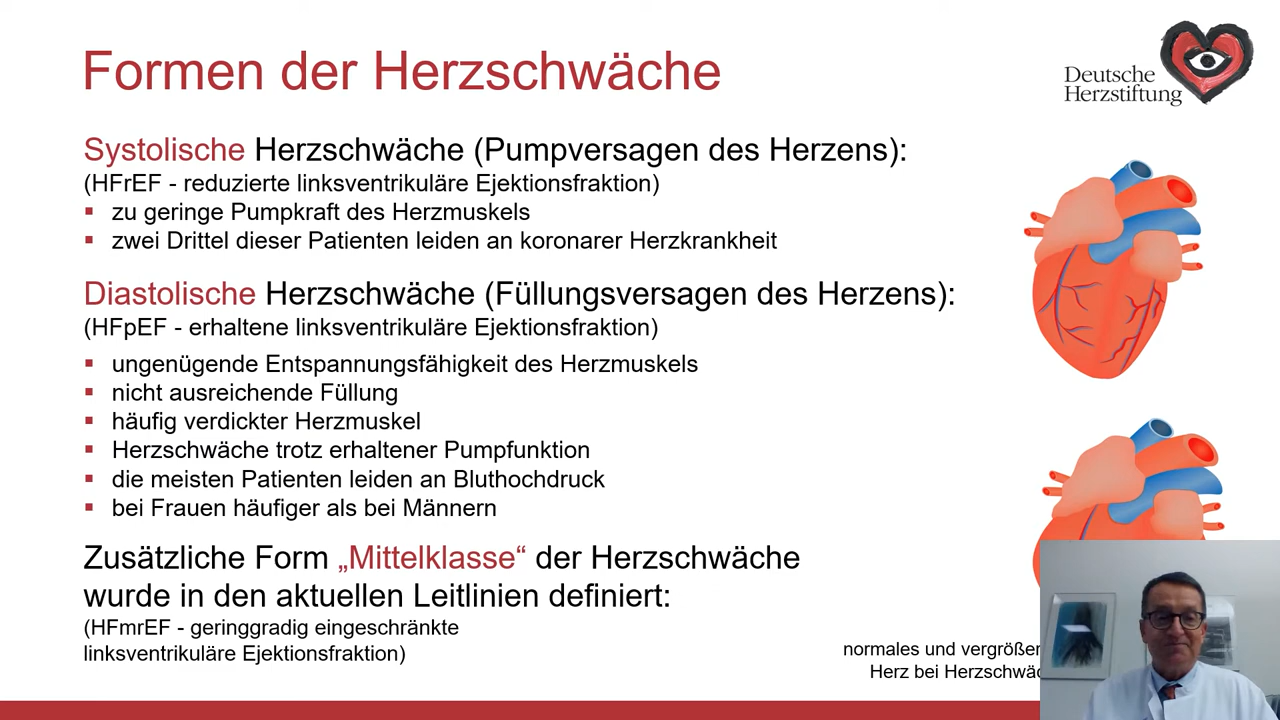 Formen der Herzschwäche
Deutsche
Herzstiftung
Systolische Herzschwäche (Pumpversagen des Herzens):
(HFrEF - reduzierte linksventrikuläre Ejektionsfraktion)
▪ zu geringe Pumpkraft des Herzmuskels
▪ zwei Drittel dieser Patienten leiden an koronarer Herzkrankheit
Diastolische Herzschwäche (Füllungsversagen des Herzens):
(HFpEF - erhaltene linksventrikuläre Ejektionsfraktion)
▪ ungenügende Entspannungsfähigkeit des Herzmuskels
▪ nicht ausreichende Füllung
▪ häufig verdickter Herzmuskel
▪ Herzschwäche trotz erhaltener Pumpfunktion
▪ die meisten Patienten leiden an Bluthochdruck
▪ bei Frauen häufiger als bei Männern
Zusätzliche Form „Mittelklasse“ der Herzschwäche
wurde in den aktuellen Leitlinien definiert:
(HFmrEF - geringgradig eingeschränkte
linksventrikuläre Ejektionsfraktion)
normales und
Herz bei